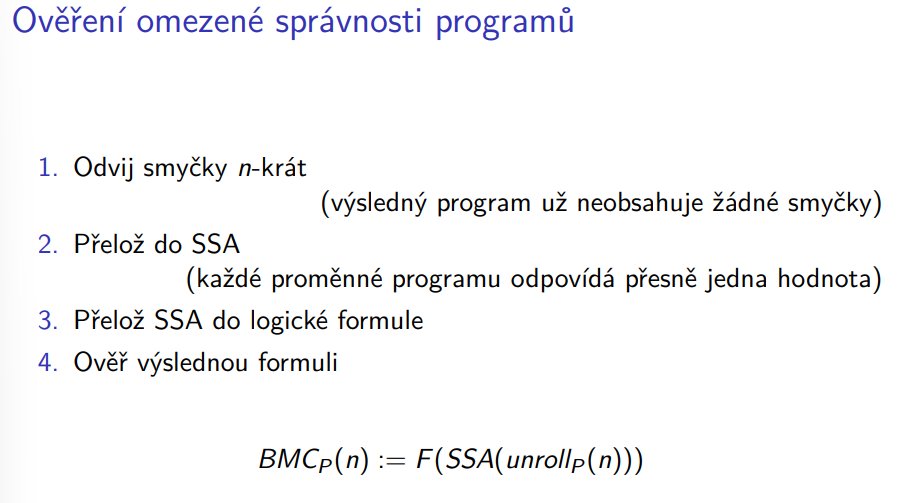 Ověření omezené správnosti programů
1. Odvij smyčky n-krát
(výsledný program už neobsahuje žádné smyčky)
2. Přelož do SSA
(každé proměnné programu odpovídá přesně jedna hodnota)
3. Přelož SSA do logické formule
4. Ověř výslednou formuli
BMC_P(n) := F(SSA(unroll_P(n)))